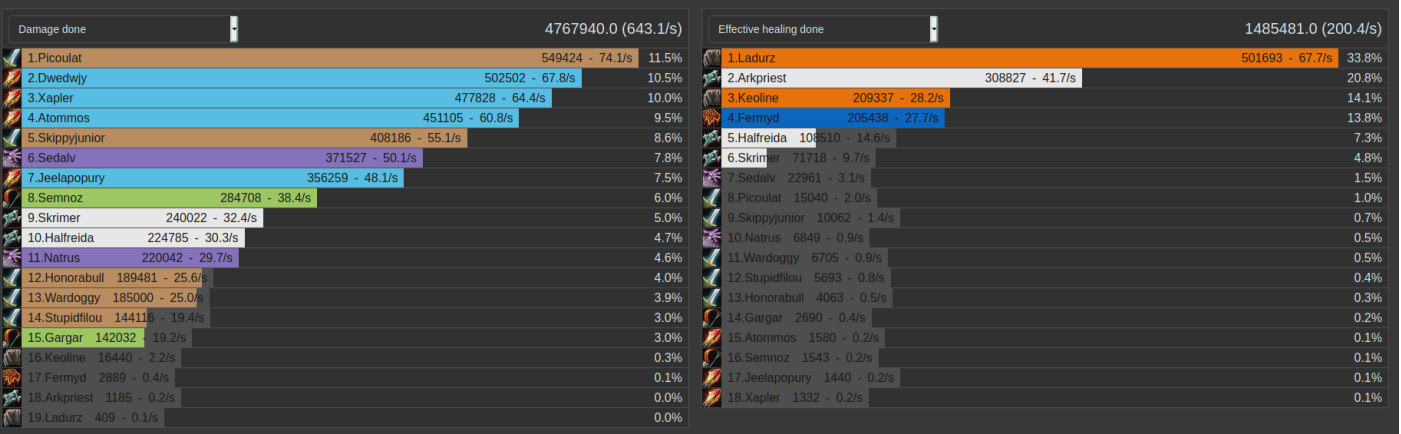 Damage done 4767940.0 (643.1/s)
1.Picoulat 549424 - 74.1/s 11.5%
2.Dwedwjy 502502 - 67.8/s 10.5%
3.Xapler 477828 - 64.4/s 10.0%
4.Atommos 451105 - 60.8/s 9.5%
5.Skippyjunior 408186 - 55.1/s 8.6%
6.Sedalv 371527 - 50.1/s 7.8%
7.Jeelapopury 356259 - 48.1/s 7.5%
8.Semnoz 284708 - 38.4/s 6.0%
9.Skrimer 240022 - 32.4/s 5.0%
10.Halfreida 224785 - 30.3/s 4.7%
11.Natrus 220042 - 29.7/s 4.6%
12.Honorabull 189481 - 25.6/s 4.0%
13.Wardoggy 185000 - 25.0/s 3.9%
14.Stupidfilou 144116 - 19.4/s 3.0%
15.Gargar 142032 - 19.2/s 3.0%
16.Keoline 16440 - 2.2/s 0.3%
17.Fermyd 2889 - 0.4/s 0.1%
18.Arkpriest 1185 - 0.2/s 0.0%
19.Ladurz 409 - 0.1/s 0.0%
Effective healing done 1485481.0 (200.4/s)
1.Ladurz 501693 - 67.7/s 33.8%
2.Arkpriest 308827 - 41.7/s 20.8%
3.Keoline 209337 - 28.2/s 14.1%
4.Fermyd 205438 - 27.7/s 13.8%
5.Halfreida 108510 - 14.6/s 7.3%
6.Skrimer 71718 - 9.7/s 4.8%
7.Sedalv 22961 - 3.1/s 1.5%
8.Picoulat 15040 - 2.0/s 1.0%
9.Skippyjunior 10062 - 1.4/s 0.7%
10.Natrus 6849 - 0.9/s 0.5%
11.Wardoggy 6705 - 0.9/s 0.5%
12.Stupidfilou 5693 - 0.8/s 0.4%
13.Honorabull 4063 - 0.5/s 0.3%
14.Gargar 2690 - 0.4/s 0.2%
15.Atommos 1580 - 0.2/s 0.1%
16.Semnoz 1543 - 0.2/s 0.1%
17.Jeelapopury 1440 - 0.2/s 0.1%
18.Xapler 1332 - 0.2/s 0.1%